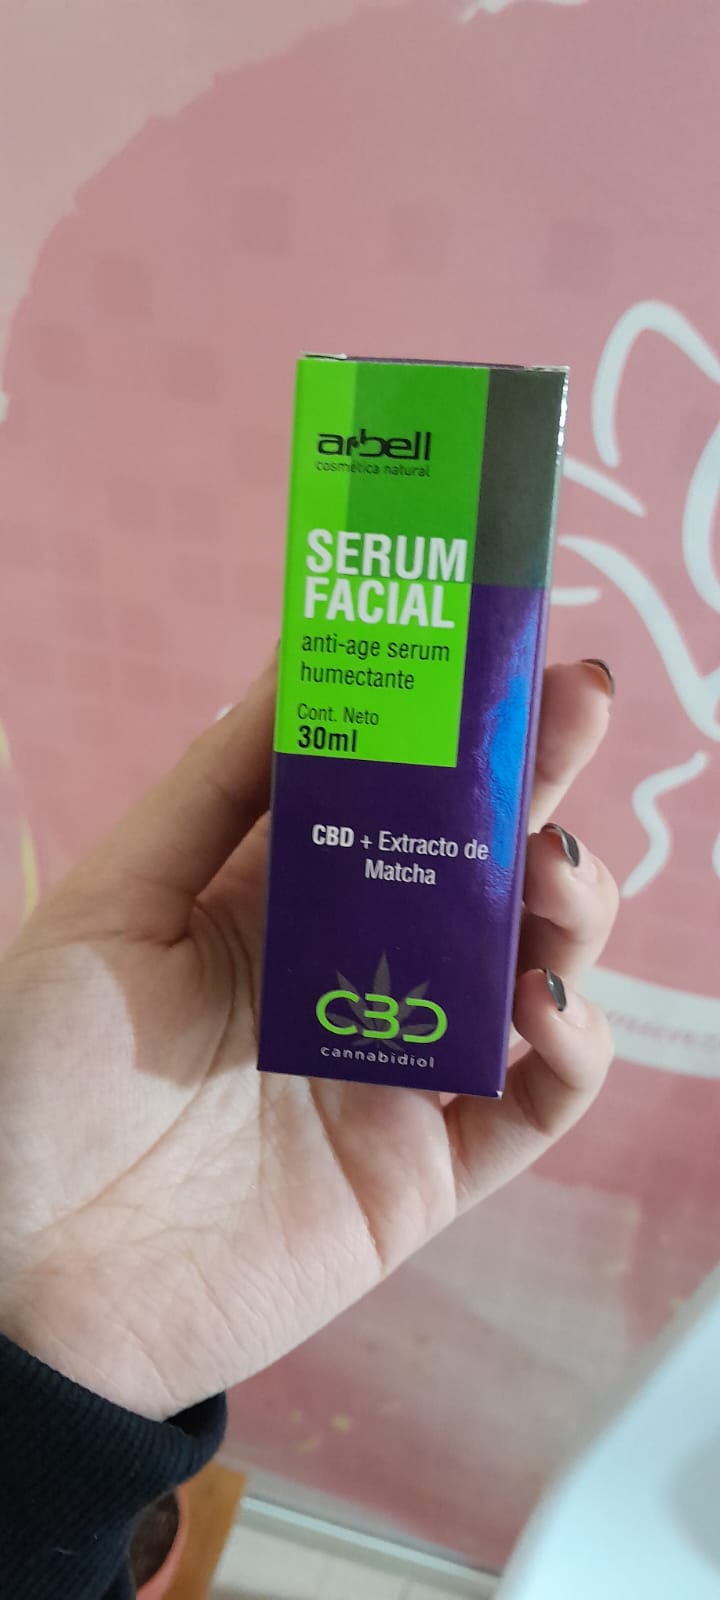 arbell
cosmética natural
SERUM
FACIAL
anti-age serum
humectante
Cont. Neto
30ml
CBD + Extracto de
Matcha
CBD
cannabidiol